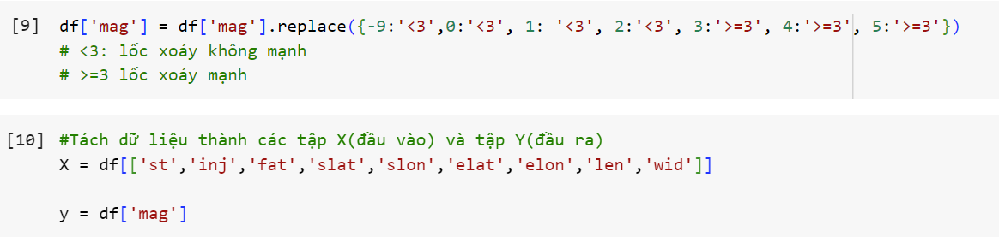 [9] df['mag'] = df['mag'].replace({-9:'<3',0:'<3', 1: '<3', 2:'<3', 3:'>=3', 4:'>=3', 5:'>=3'})
# <3: lốc xoáy không mạnh
# >=3 lốc xoáy mạnh
[10] #Tách dữ liệu thành các tập X(đầu vào) và tập Y(đầu ra)
X = df[['st','inj','fat','slat','slon','elat','elon','len','wid']]
y = df['mag']